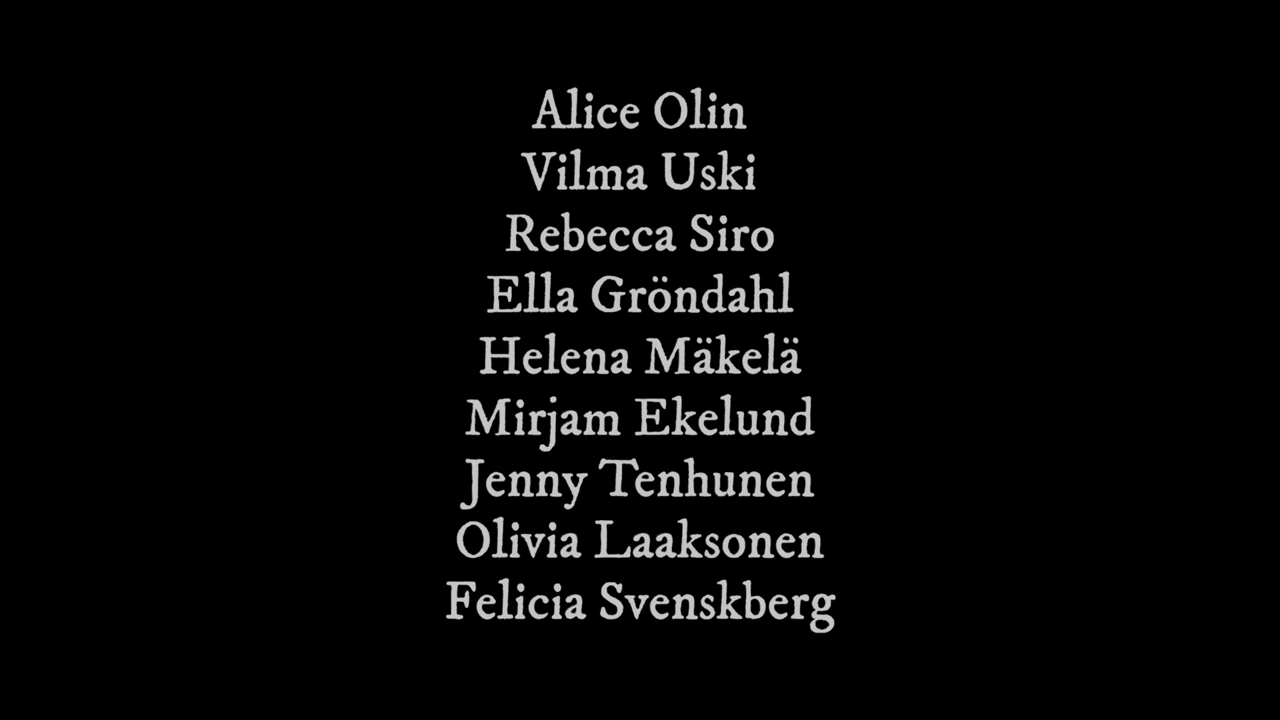 Alice Olin
Vilma Uski
Rebecca Siro
Ella Gröndahl
Helena Mäkelä
Mirjam Ekelund
Jenny Tenhunen
Olivia Laaksonen
Felicia Svenskberg